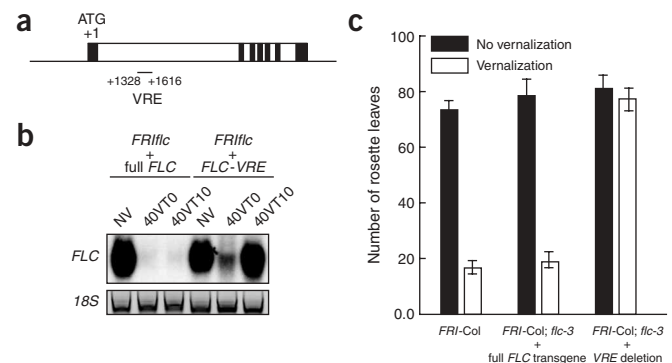 a
ATG
+1
+1328 +1616
VRE
b
FRIflc
+
full FLC
FRIflc
+
FLC-VRE
NV
40VT0
40VT10
NV
40VT0
40VT10
FLC
18S
c
No vernalization
Vernalization
Number of rosette leaves
100
80
60
40
20
0.0
FRI-Col
FRI-Col; flc-3
+
full FLC transgene
FRI-Col; flc-3
+
VRE deletion